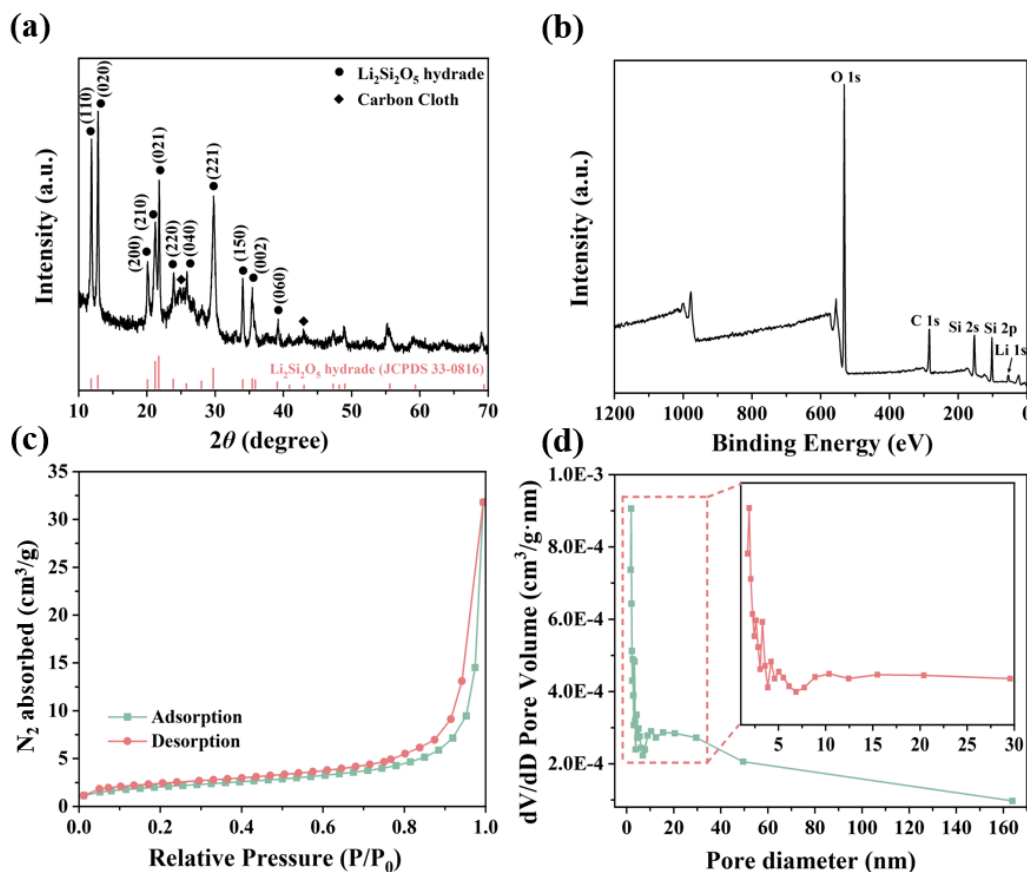 (a)
Intensity (a.u.)
(110)
(020)
(200)
(210)
(021)
(220)
(040)
(221)
(150)
(002)
(060)
● Li₂Si₂O₅ hydrade
◆ Carbon Cloth
Li₂Si₂O₅ hydrade (JCPDS 33-0816)
10 20 30 40 50 60 70
2θ (degree)
(b)
Intensity (a.u.)
O 1s
C 1s
Si 2s
Si 2p
Li 1s
1200 1000 800 600 400 200 0
Binding Energy (eV)
(c)
N₂ absorbed (cm³/g)
35
30
25
20
15
10
5
0
Adsorption
Desorption
0.0 0.2 0.4 0.6 0.8 1.0
Relative Pressure (P/P₀)
(d)
dV/dD Pore Volume (cm³/g·nm)
1.0E-3
8.0E-4
6.0E-4
4.0E-4
2.0E-4
5 10 15 20 25 30
0 20 40 60 80 100 120 140 160
Pore diameter (nm)